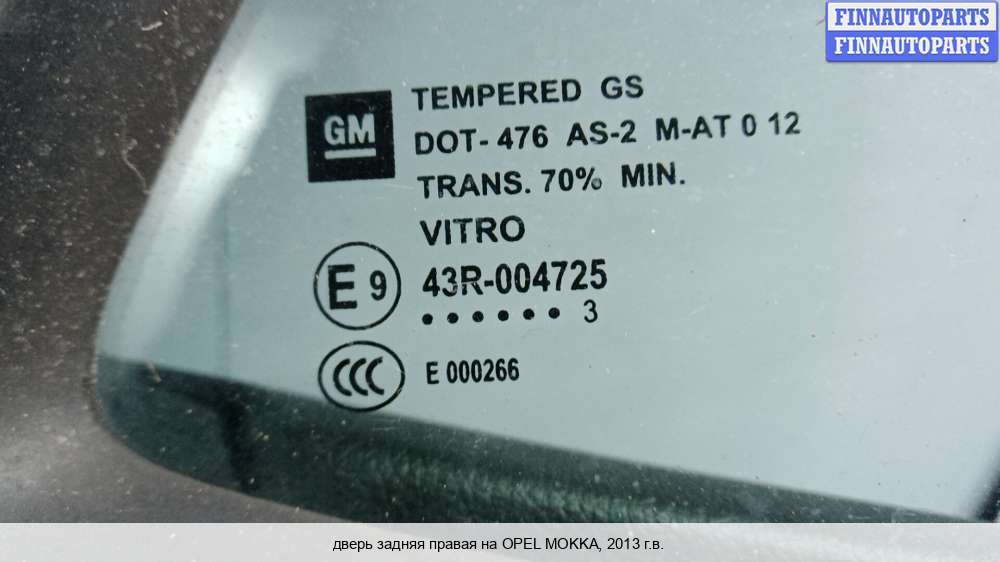 FINNAUTOPARTS
FINNAUTOPARTS
GM
TEMPERED GS
DOT- 476 AS-2 M-AT 0 12
TRANS. 70% MIN.
VITRO
E 9
43R-004725
• • • • • • 3
CCC
E 000266
дверь задняя правая на OPEL MOKKA, 2013 г.в.